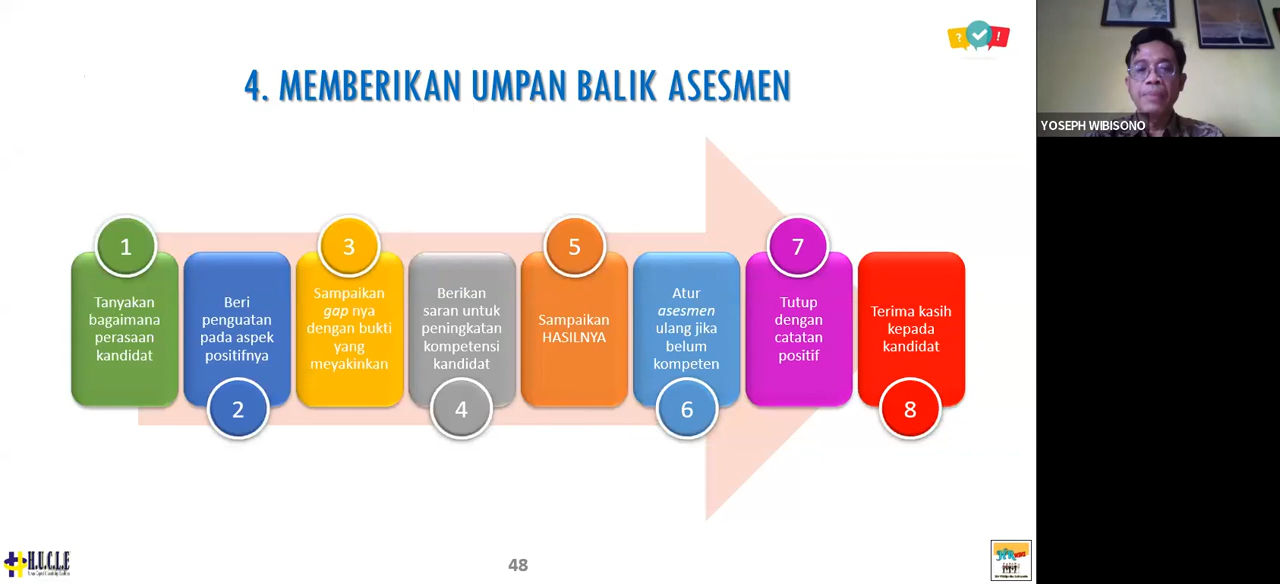 4. MEMBERIKAN UMPAN BALIK ASESMEN
?
!
YOSEPH WIBISONO
1
Tanyakan
bagaimana
perasaan
kandidat
Beri
penguatan
pada aspek
positifnya
2
3
Sampaikan
gap nya
dengan bukti
yang
meyakinkan
Berikan
saran untuk
peningkatan
kompetensi
kandidat
4
5
Sampaikan
HASILNYA
Atur
asesmen
ulang jika
belum
kompeten
6
7
Tutup
dengan
catatan
positif
Terima kasih
kepada
kandidat
8
H.U.C.L.E
48